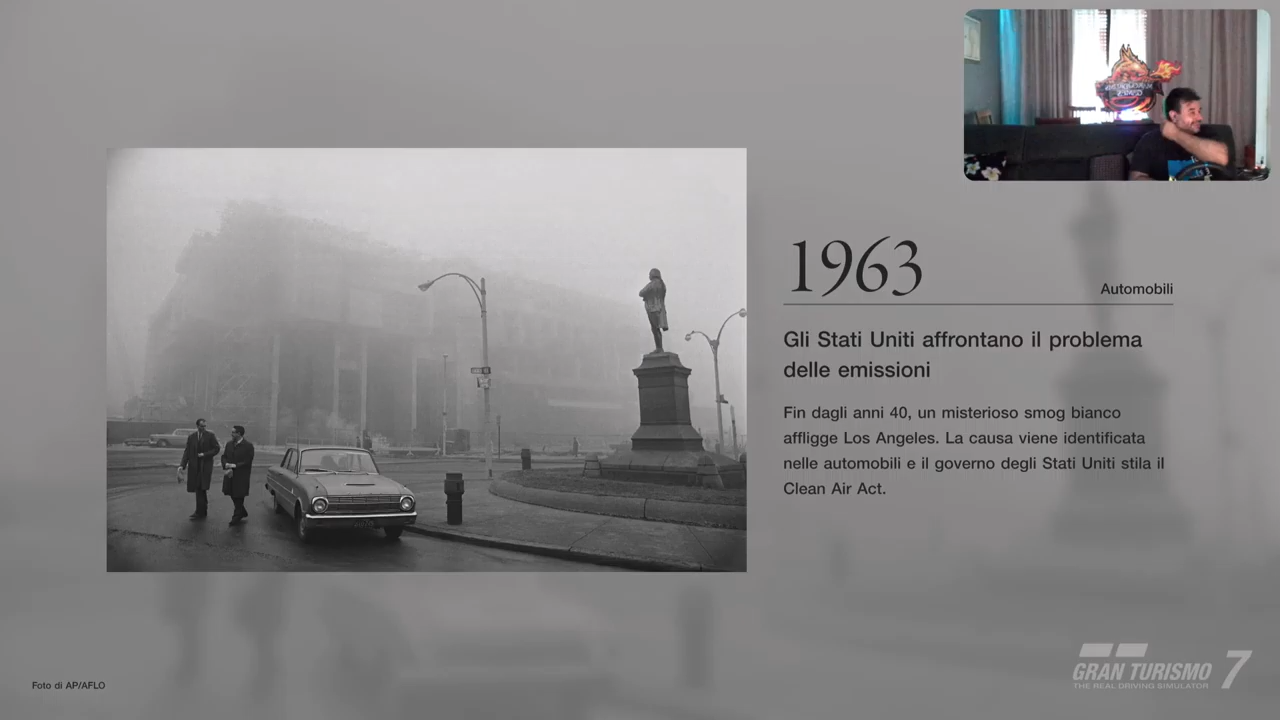 1963
Automobili
Gli Stati Uniti affrontano il problema
delle emissioni
Fin dagli anni 40, un misterioso smog bianco
affligge Los Angeles. La causa viene identificata
nelle automobili e il governo degli Stati Uniti stila il
Clean Air Act.
Foto di AP/AFLO
GRAN TURISMO 7
THE REAL DRIVING SIMULATOR